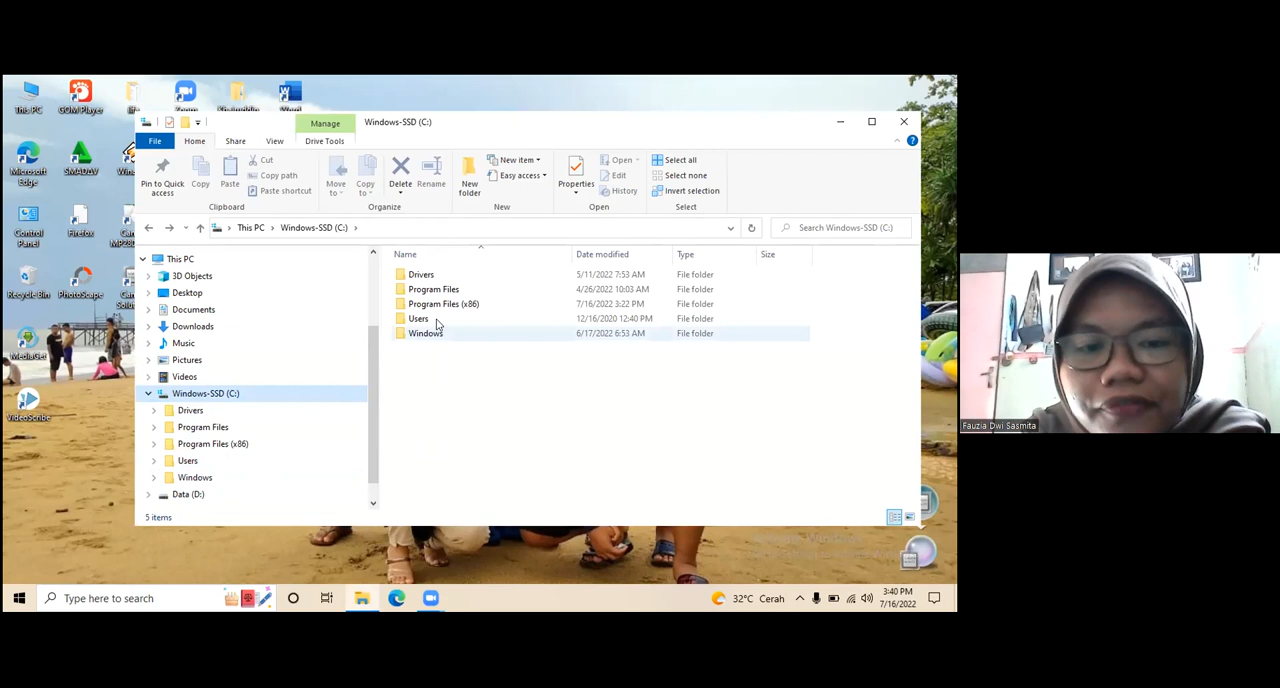 This PC
GOM Player
Zoom
Word
Microsoft Edge
SMADΔV
Control Panel
Firefox
MP280
Recycle Bin
PhotoScape
MediaGet
VideoScribe
Manage
Windows-SSD (C:)
File
Home
Share
View
Drive Tools
Pin to Quick access
Copy
Paste
Cut
Copy path
Paste shortcut
Clipboard
Move to
Copy to
Delete
Rename
Organize
New folder
New item
Easy access
New
Properties
Open
Edit
History
Open
Select all
Select none
Invert selection
Select
This PC > Windows-SSD (C:) >
Search Windows-SSD (C:)
This PC
3D Objects
Desktop
Documents
Downloads
Music
Pictures
Videos
Windows-SSD (C:)
Drivers
Program Files
Program Files (x86)
Users
Windows
Data (D:)
Name Date modified Type Size
Drivers 5/11/2022 7:53 AM File folder
Program Files 4/26/2022 10:03 AM File folder
Program Files (x86) 7/16/2022 3:22 PM File folder
Users 12/16/2020 12:40 PM File folder
Windows 6/17/2022 6:53 AM File folder
5 items
Type here to search
32°C Cerah
3:40 PM
7/16/2022
Fauzia Dwi Sasmita